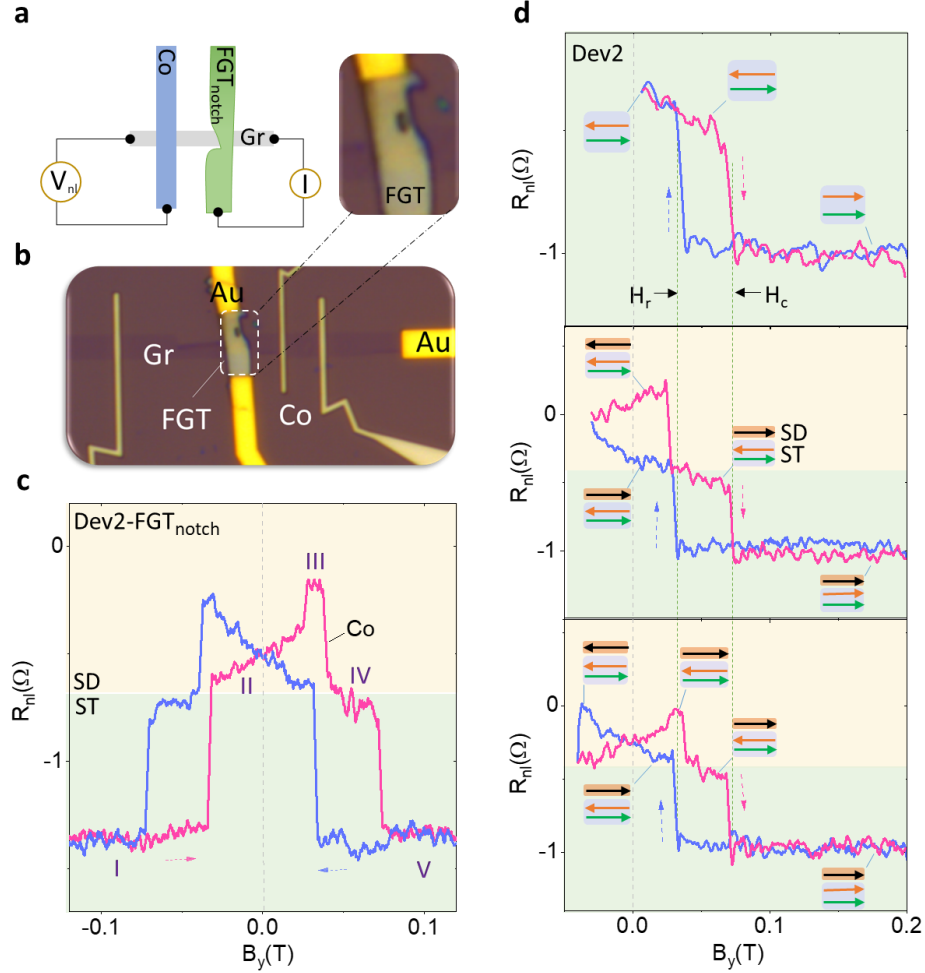 a
Co
FGT notch
Gr
V nl
I
FGT
b
Au
Gr
Au
FGT
Co
c
Dev2-FGT notch
0
III
Co
SD
ST
II
IV
-1
I
V
R nl (Ω)
-0.1
0.0
0.1
B y (T)
d
Dev2
R nl (Ω)
-1
H r
H c
SD
ST
0
R nl (Ω)
-1
0
R nl (Ω)
-1
0.0
0.1
0.2
B y (T)